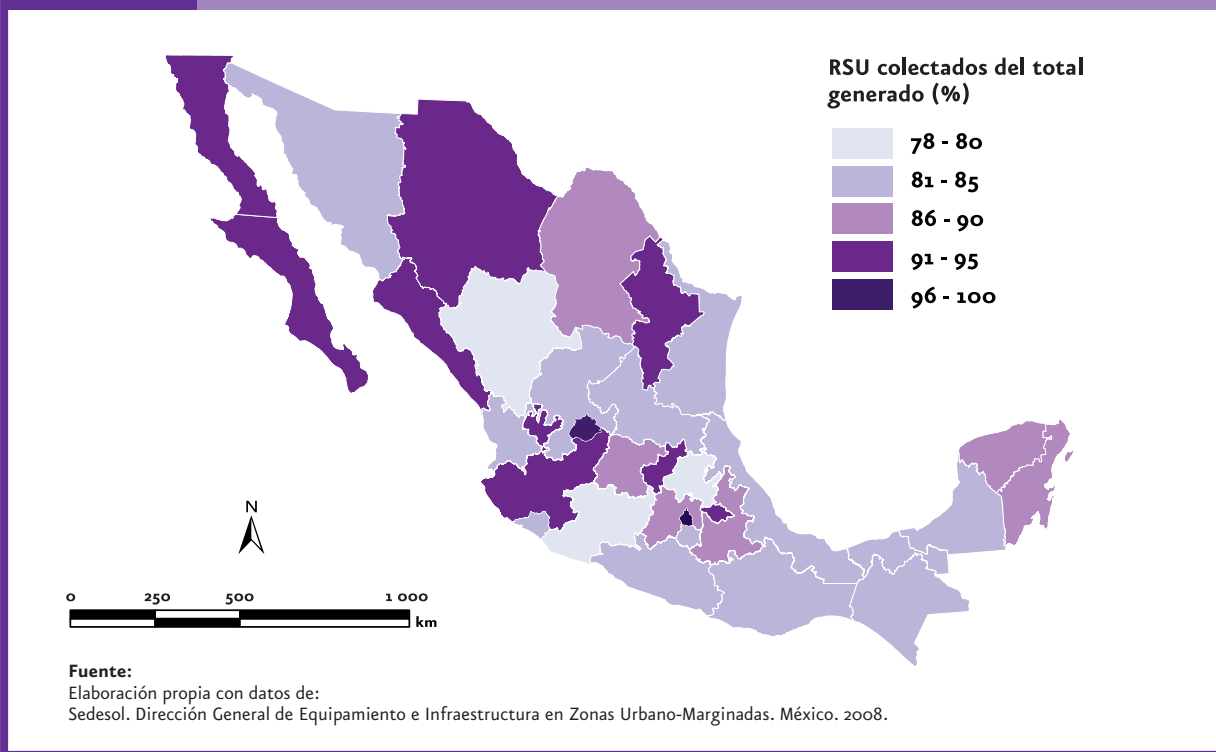 RSU colectados del total
generado (%)
78 - 80
81 - 85
86 - 90
91 - 95
96 - 100
N
0 250 500 1 000
km
Fuente:
Elaboración propia con datos de:
Sedesol. Dirección General de Equipamiento e Infraestructura en Zonas Urbano-Marginadas. México. 2008.